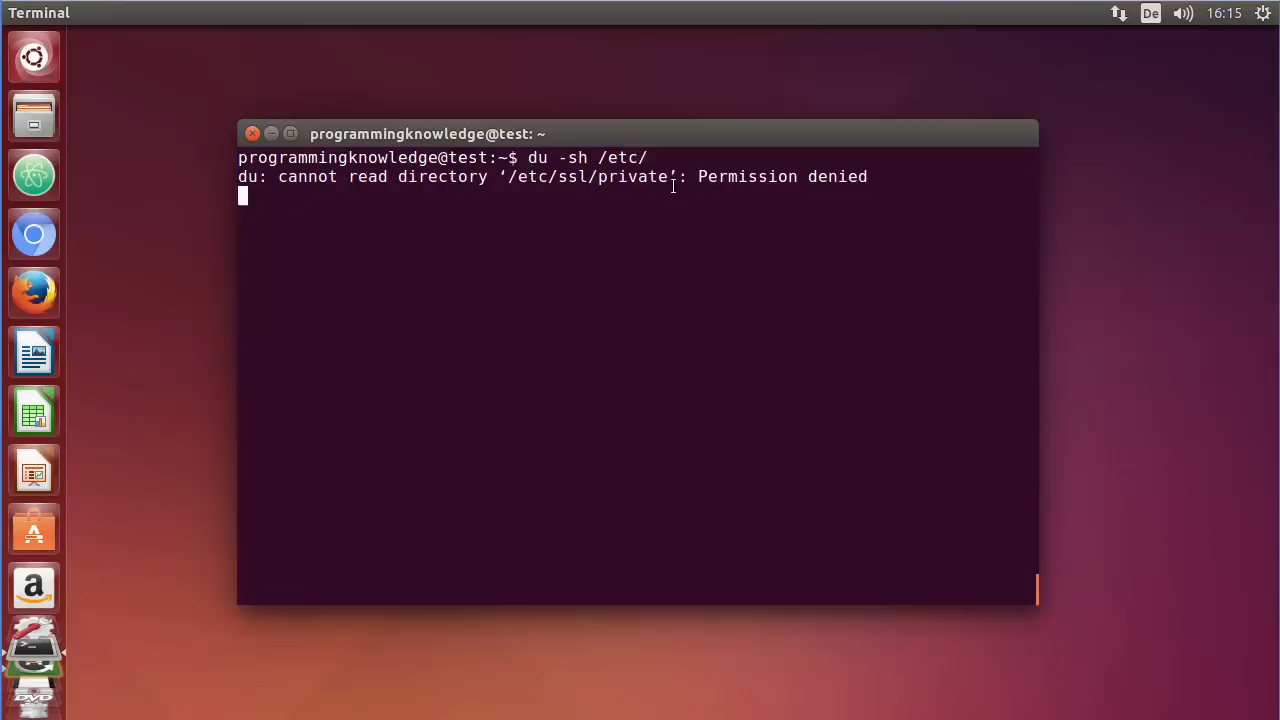 Terminal
De
16:15
programmingknowledge@test: ~
programmingknowledge@test:~$ du -sh /etc/
du: cannot read directory ‘/etc/ssl/private’: Permission denied
A
a
>_
DVD